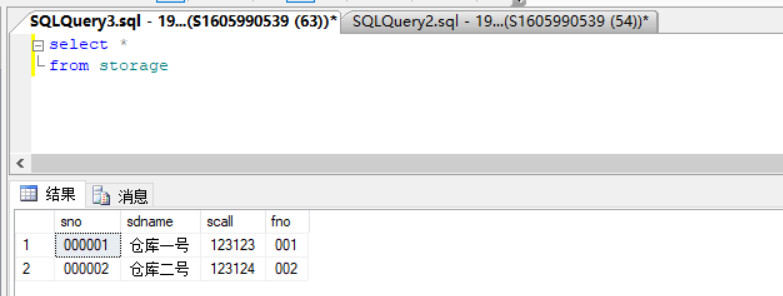 SQLQuery3.sql - 19...(S1605990539 (63))* SQLQuery2.sql - 19...(S1605990539 (54))*
select *
from storage
结果 消息
sno sdname scall fno
1 000001 仓库一号 123123 001
2 000002 仓库二号 123124 002